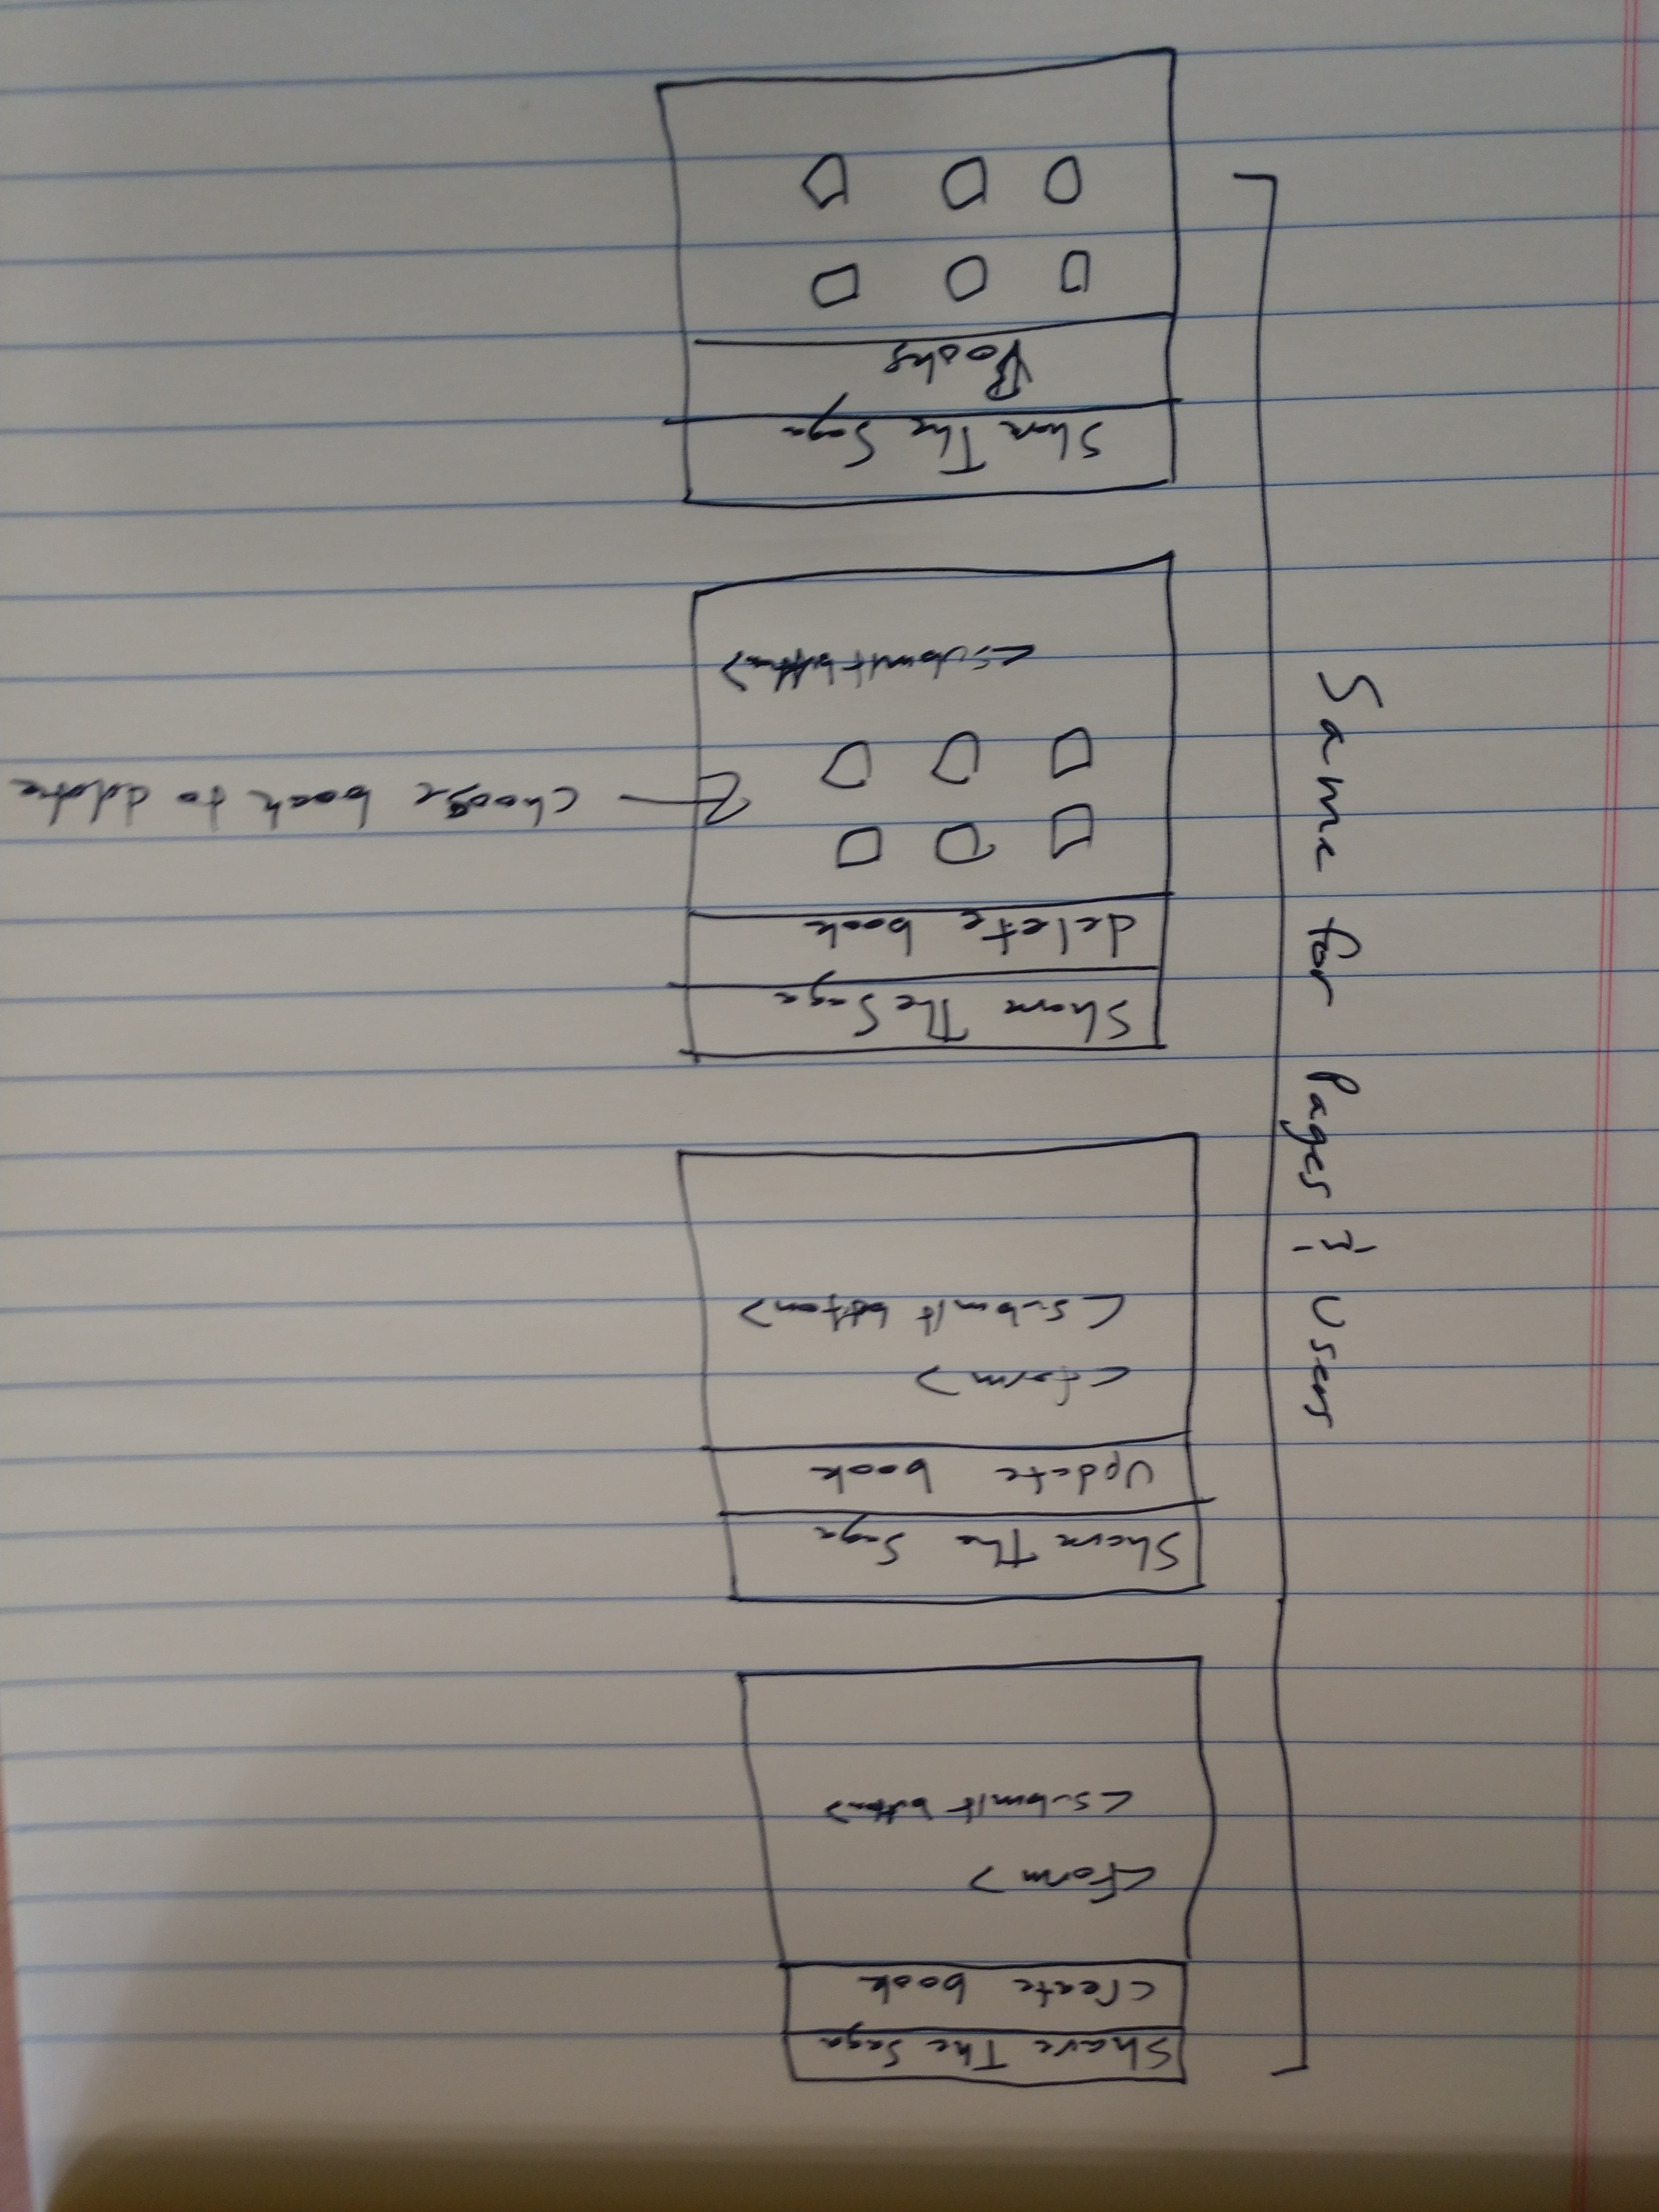 Share The Saga
create book
<Form>
<submit button>
Share The Saga
Update book
<form>
<submit button>
Share The Saga
delete book
choose book to delete
<submit button>
Share The Saga
Books
Same for Pages & Users